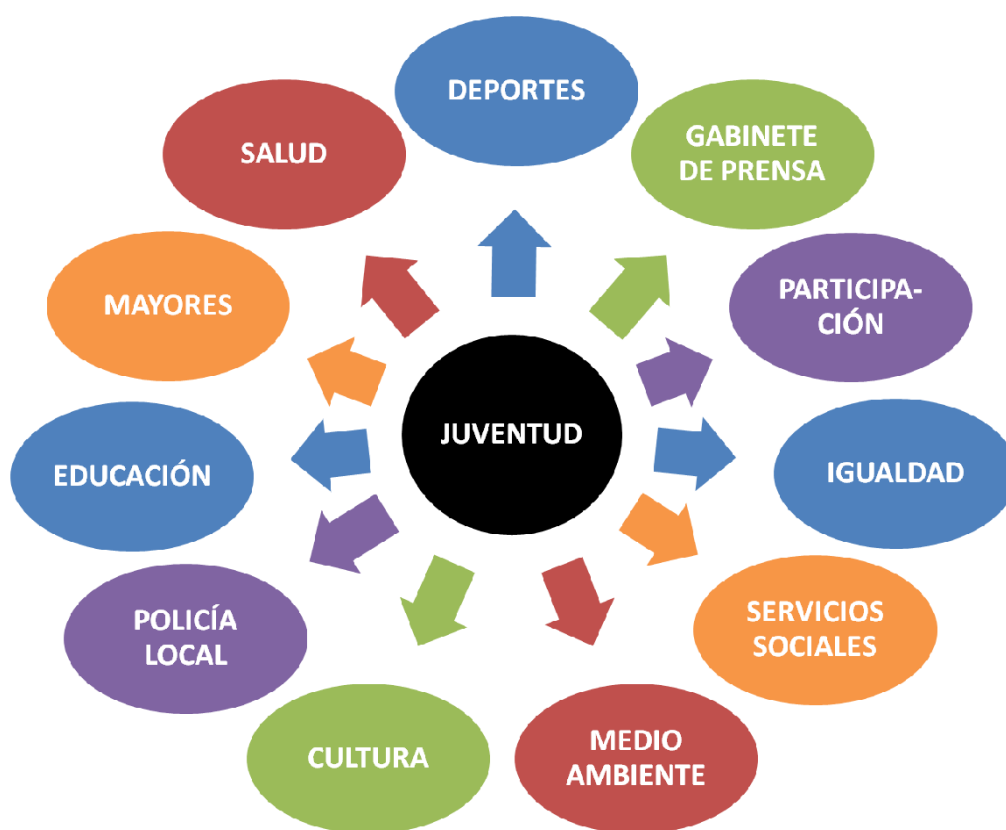 DEPORTES
GABINETE
DE PRENSA
PARTICIPA-
CIÓN
IGUALDAD
SERVICIOS
SOCIALES
MEDIO
AMBIENTE
CULTURA
POLICÍA
LOCAL
EDUCACIÓN
MAYORES
SALUD
JUVENTUD